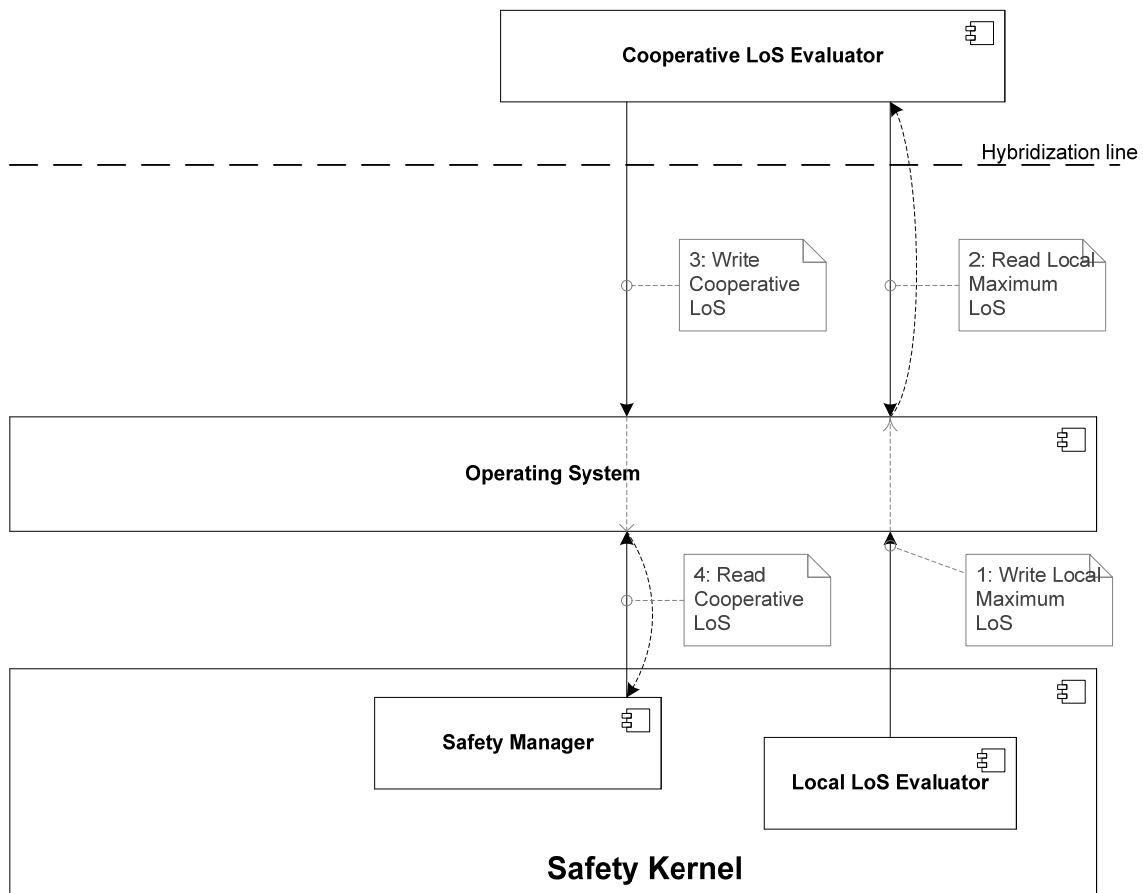 Cooperative LoS Evaluator
Hybridization line
3: Write
Cooperative
LoS
2: Read Local
Maximum
LoS
Operating System
4: Read
Cooperative
LoS
1: Write Local
Maximum
LoS
Safety Manager
Local LoS Evaluator
Safety Kernel